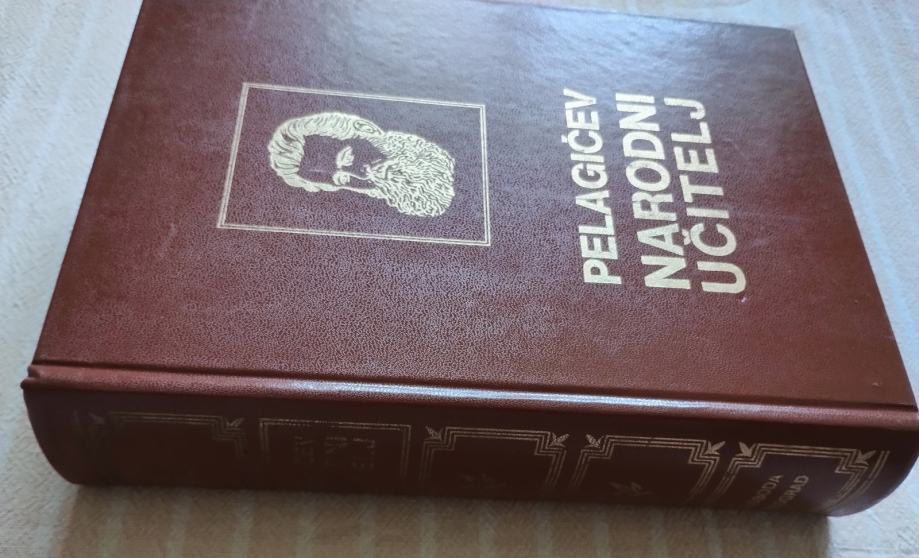 PELAGIĆEV
NARODNI
UČITELJ